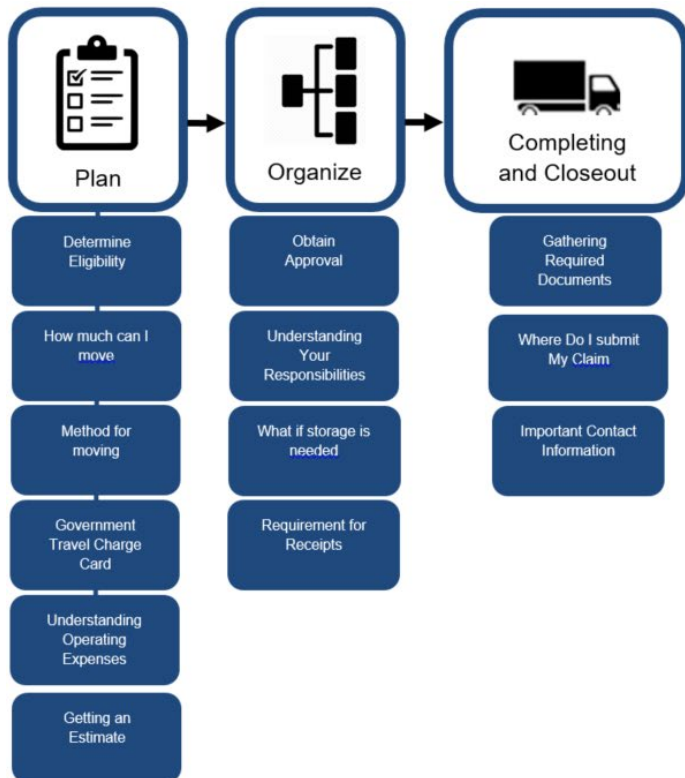 Plan
Determine
Eligibility
How much can I
move
Method for
moving
Government
Travel Charge
Card
Understanding
Operating
Expenses
Getting an
Estimate
Organize
Obtain
Approval
Understanding
Your
Responsibilities
What if storage is
needed
Requirement for
Receipts
Completing
and Closeout
Gathering
Required
Documents
Where Do I submit
My Claim
Important Contact
Information